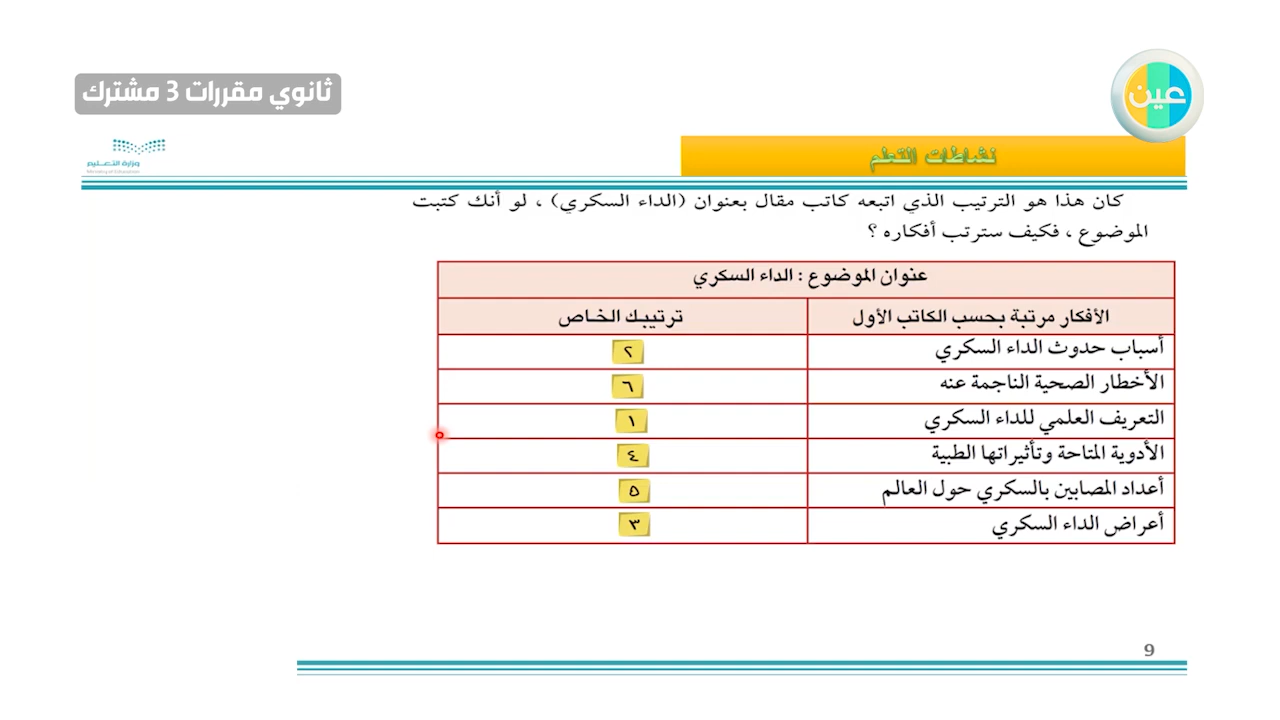 ثانوي مقررات 3 مشترك
عين
وزارة التعليم
Ministry of Education
نشاطات التعلم
كان هذا هو الترتيب الذي اتبعه كاتب مقال بعنوان (الداء السكري) ، لو أنك كتبت
الموضوع ، فكيف سترتب أفكاره ؟
عنوان الموضوع : الداء السكري
الأفكار مرتبة بحسب الكاتب الأول ترتيبك الخاص
أسباب حدوث الداء السكري ٢
الأخطار الصحية الناجمة عنه ٦
التعريف العلمي للداء السكري ١
الأدوية المتاحة وتأثيراتها الطبية ٤
أعداد المصابين بالسكري حول العالم ٥
أعراض الداء السكري ٣
9